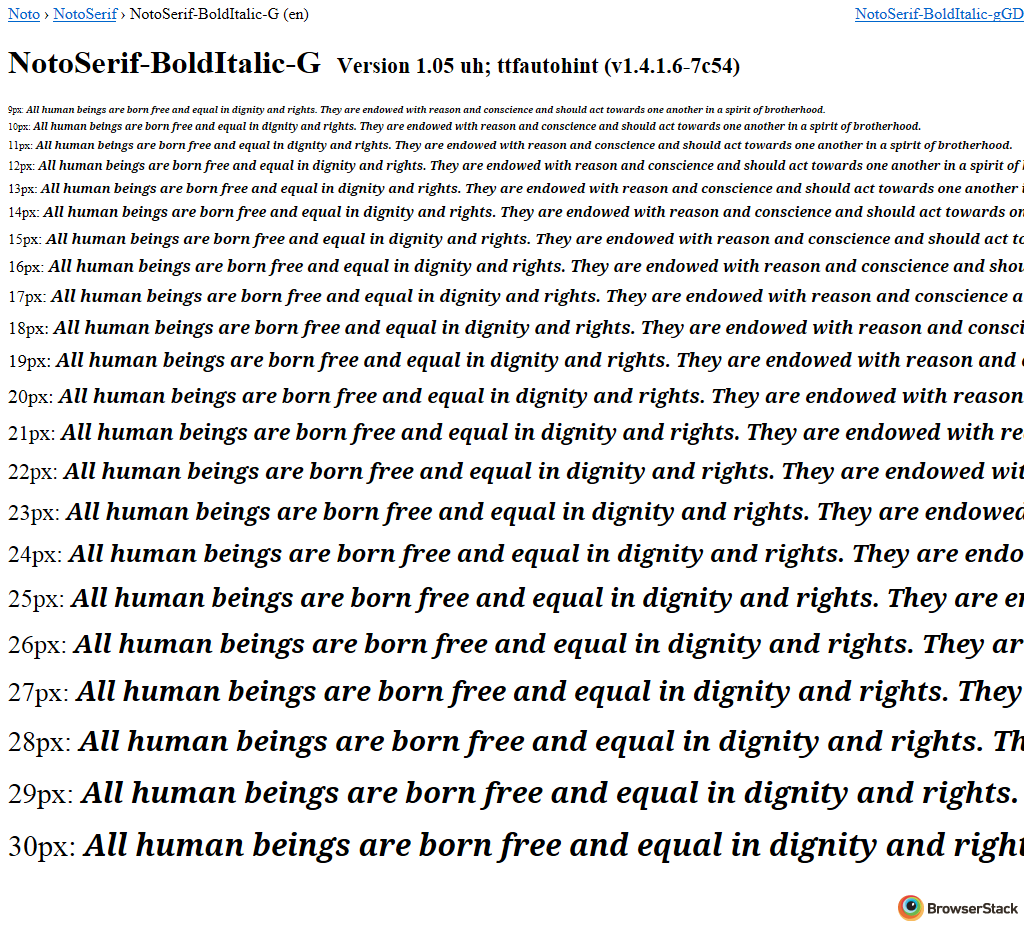 Noto › NotoSerif › NotoSerif-BoldItalic-G (en) NotoSerif-BoldItalic-gGD
NotoSerif-BoldItalic-G Version 1.05 uh; ttfautohint (v1.4.1.6-7c54)
9px: All human beings are born free and equal in dignity and rights. They are endowed with reason and conscience and should act towards one another in a spirit of brotherhood.
10px: All human beings are born free and equal in dignity and rights. They are endowed with reason and conscience and should act towards one another in a spirit of brotherhood.
11px: All human beings are born free and equal in dignity and rights. They are endowed with reason and conscience and should act towards one another in a spirit of brotherhood.
12px: All human beings are born free and equal in dignity and rights. They are endowed with reason and conscience and should act towards one another in a spirit of
13px: All human beings are born free and equal in dignity and rights. They are endowed with reason and conscience and should act towards one another
14px: All human beings are born free and equal in dignity and rights. They are endowed with reason and conscience and should act towards on
15px: All human beings are born free and equal in dignity and rights. They are endowed with reason and conscience and should act to
16px: All human beings are born free and equal in dignity and rights. They are endowed with reason and conscience and shou
17px: All human beings are born free and equal in dignity and rights. They are endowed with reason and conscience a
18px: All human beings are born free and equal in dignity and rights. They are endowed with reason and consci
19px: All human beings are born free and equal in dignity and rights. They are endowed with reason and
20px: All human beings are born free and equal in dignity and rights. They are endowed with reason
21px: All human beings are born free and equal in dignity and rights. They are endowed with re
22px: All human beings are born free and equal in dignity and rights. They are endowed wit
23px: All human beings are born free and equal in dignity and rights. They are endowed
24px: All human beings are born free and equal in dignity and rights. They are endo
25px: All human beings are born free and equal in dignity and rights. They are en
26px: All human beings are born free and equal in dignity and rights. They ar
27px: All human beings are born free and equal in dignity and rights. They
28px: All human beings are born free and equal in dignity and rights. Th
29px: All human beings are born free and equal in dignity and rights.
30px: All human beings are born free and equal in dignity and right
BrowserStack